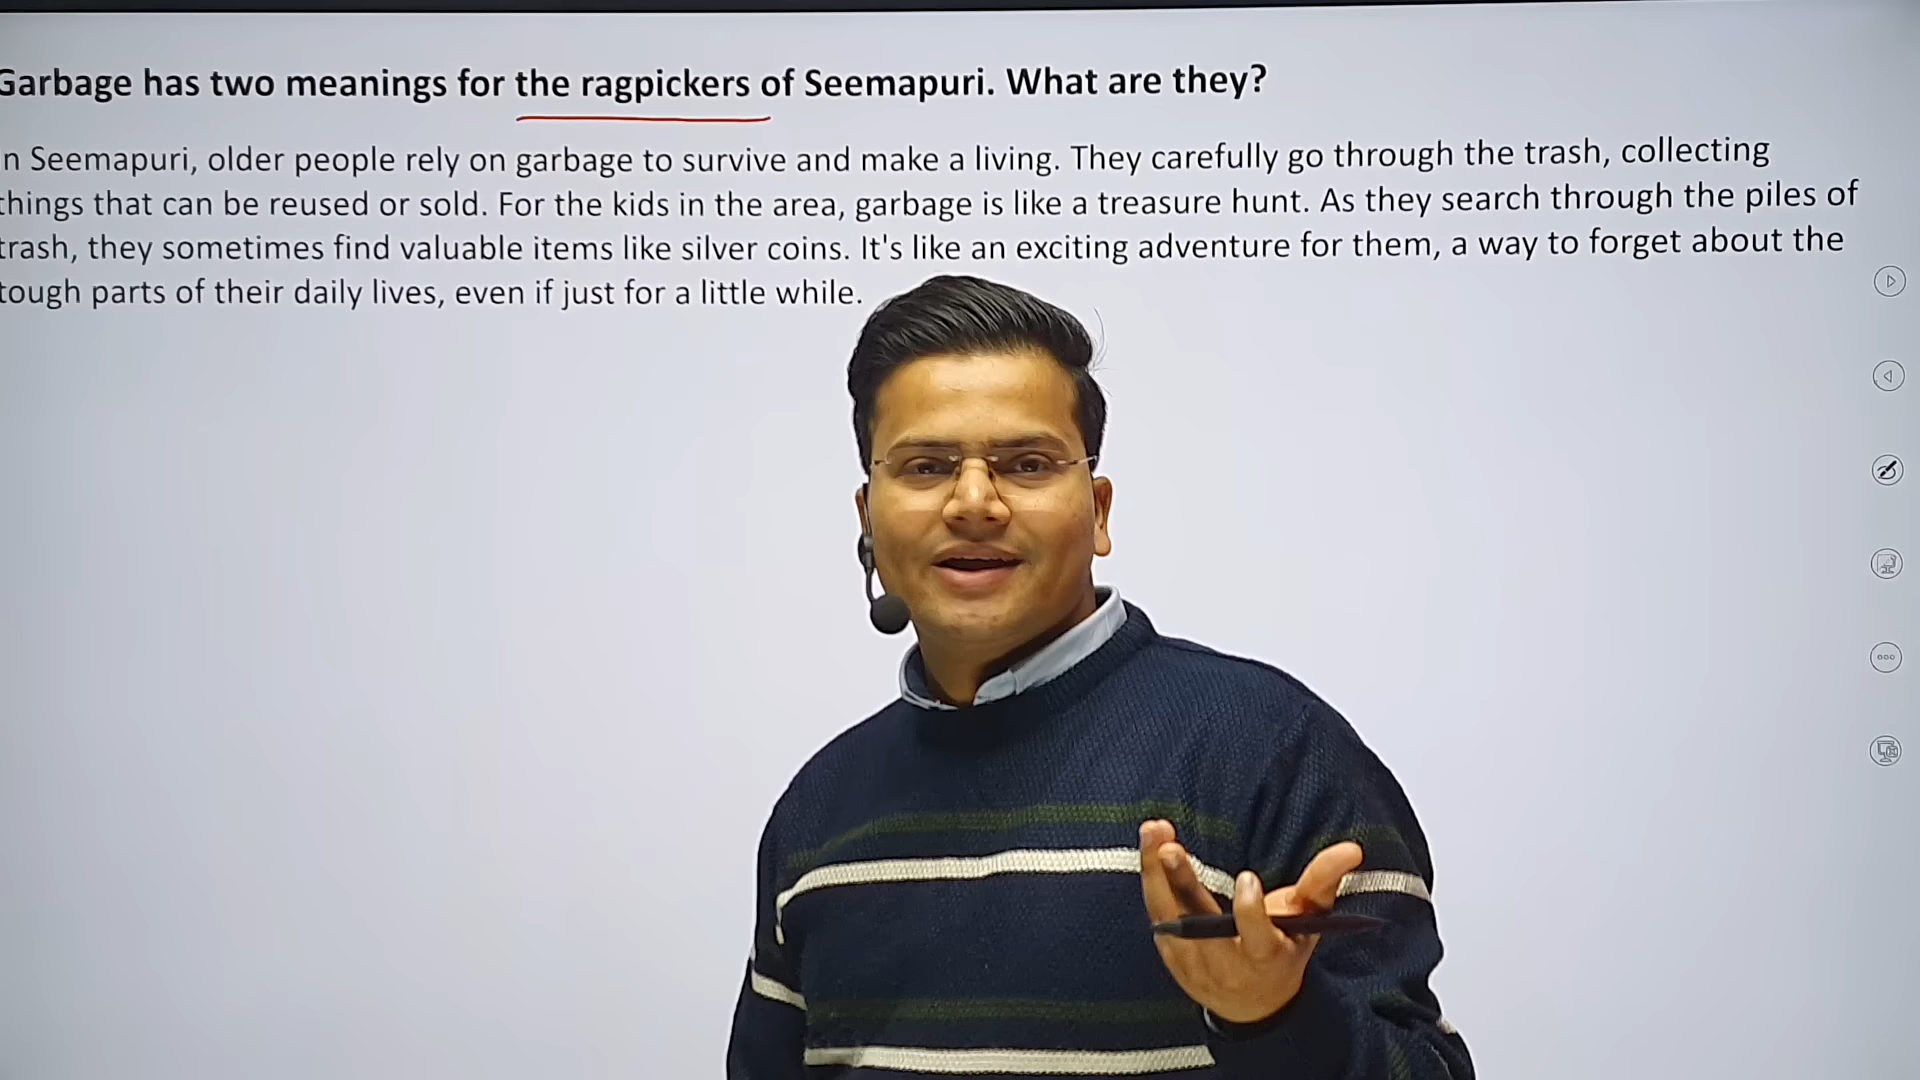 Garbage has two meanings for the ragpickers of Seemapuri. What are they?
n Seemapuri, older people rely on garbage to survive and make a living. They carefully go through the trash, collecting
things that can be reused or sold. For the kids in the area, garbage is like a treasure hunt. As they search through the piles of
trash, they sometimes find valuable items like silver coins. It's like an exciting adventure for them, a way to forget about the
tough parts of their daily lives, even if just for a little while.